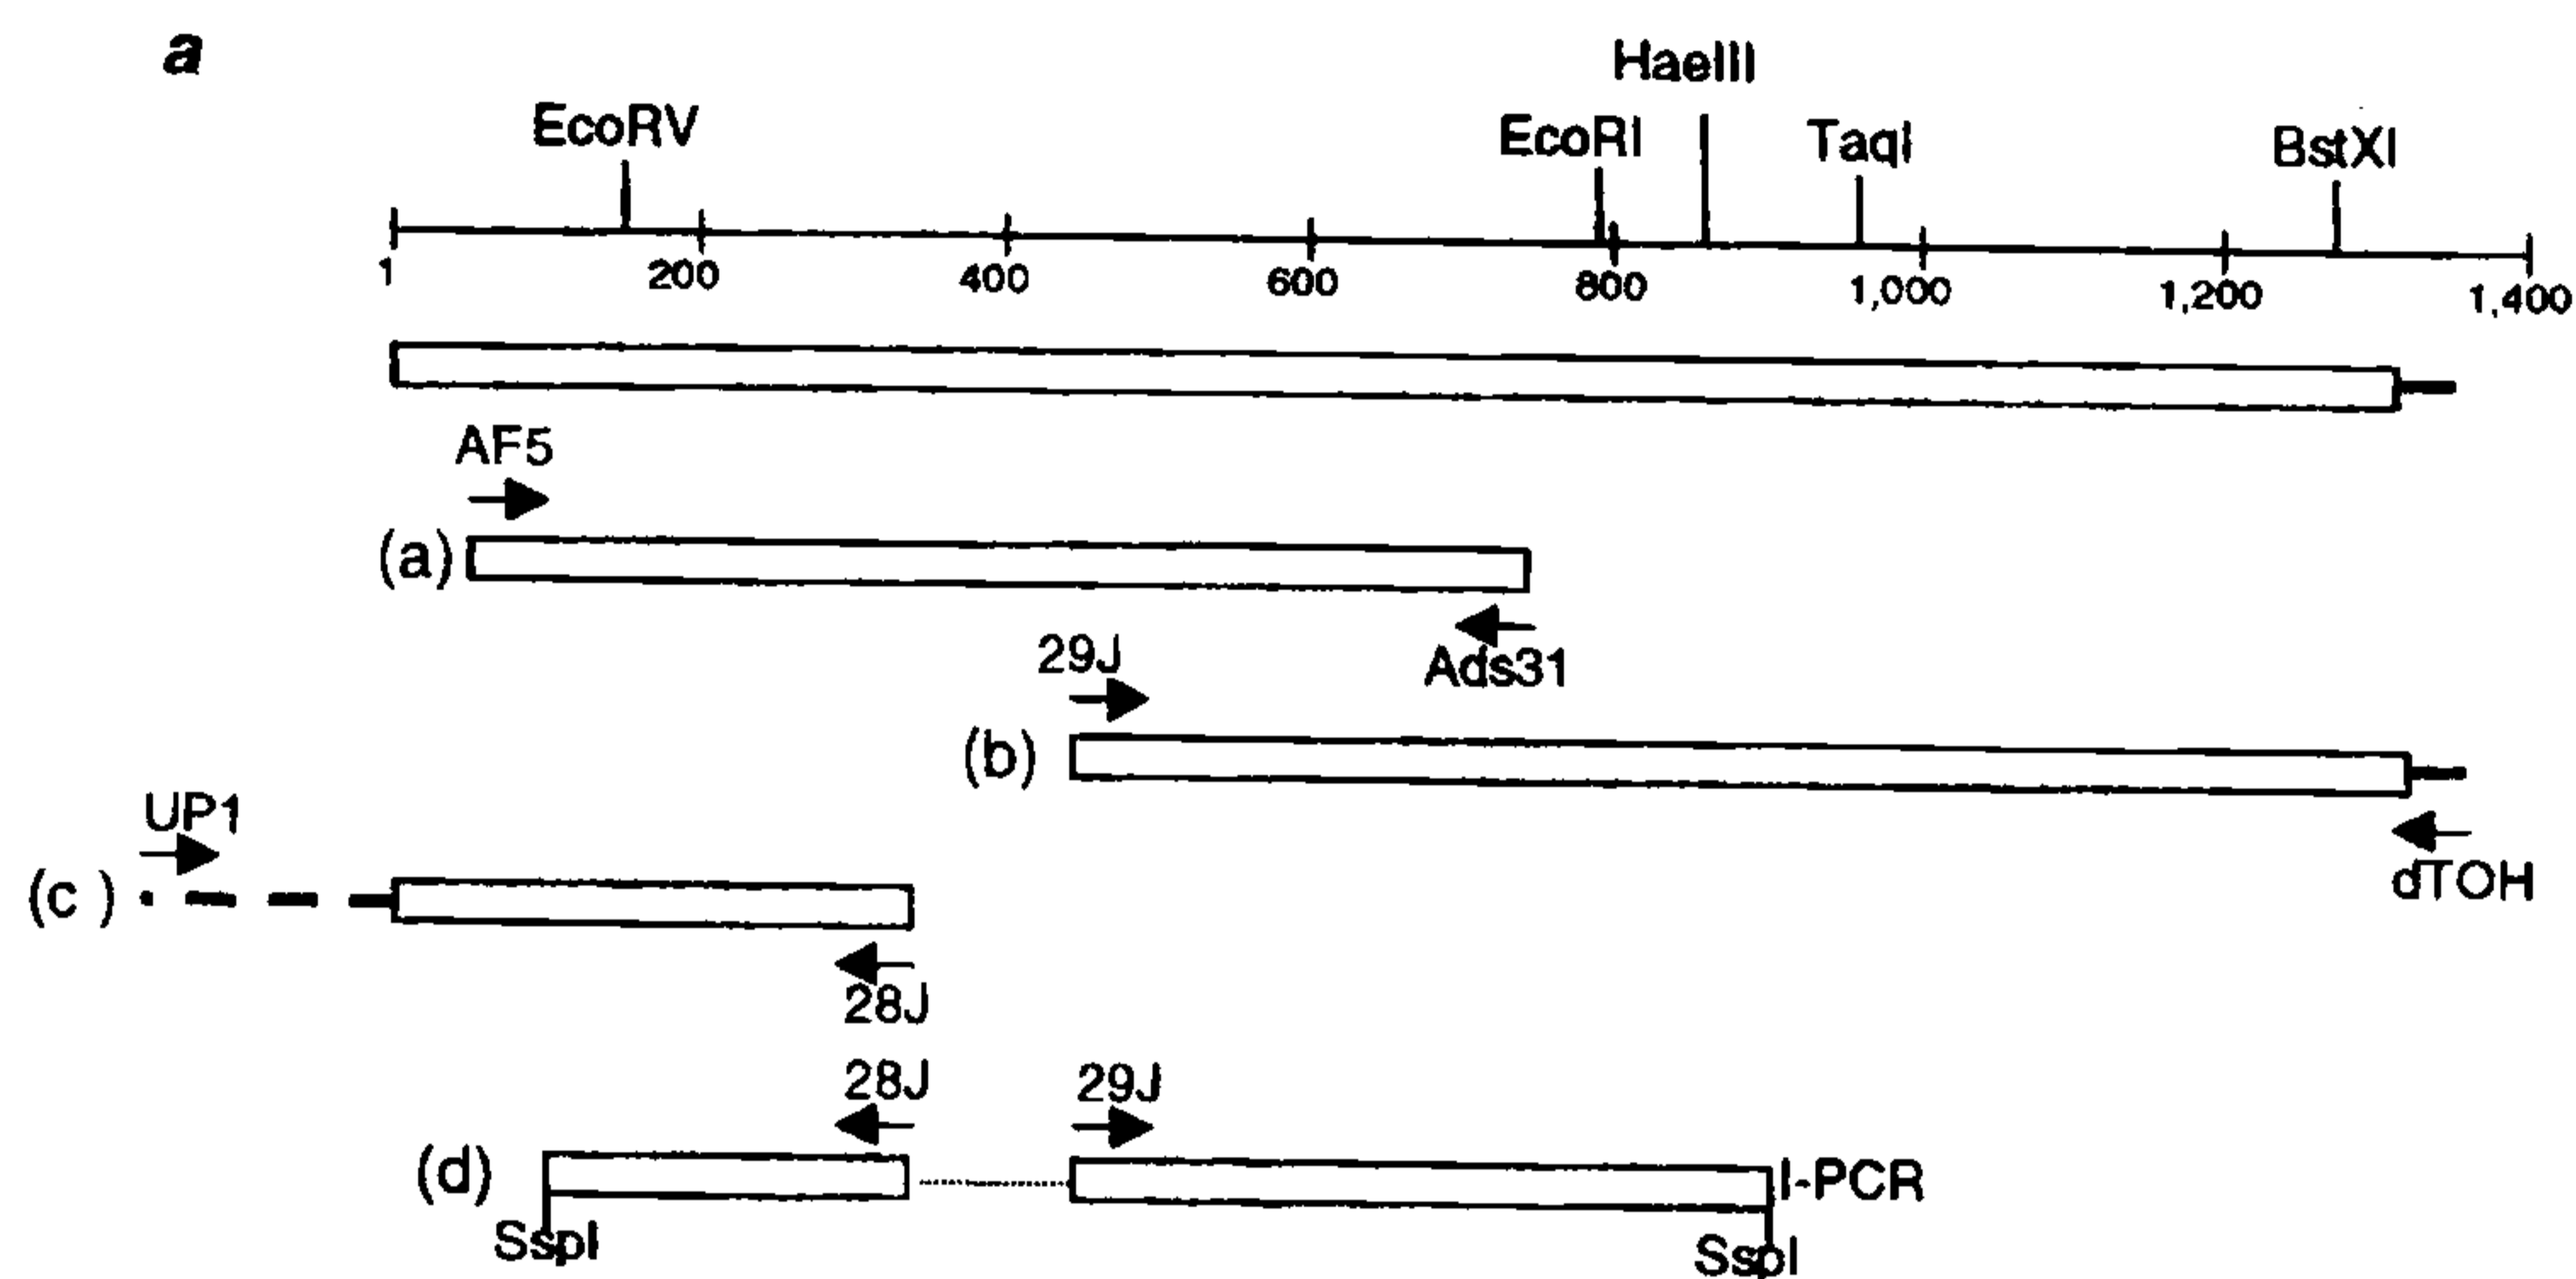 a
HaeIII
EcoRV EcoRI TaqI BstXI
1 200 400 600 800 1,000 1,200 1,400
AF5
(a)
29J Ads31
(b)
UP1
(c ) dTOH
28J
28J 29J
(d) I-PCR
SspI SspI